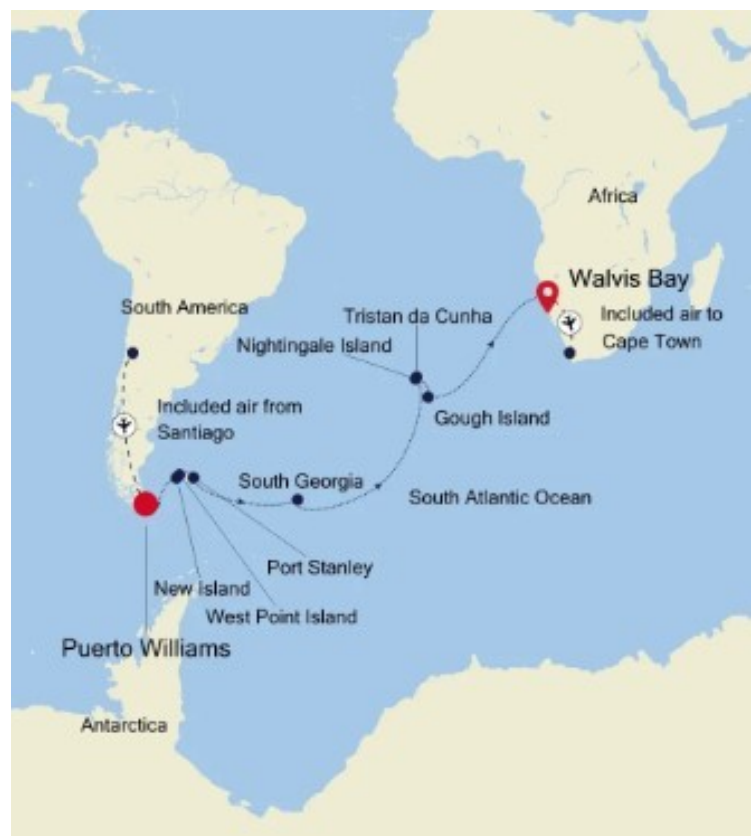 Africa
Walvis Bay
South America
Tristan da Cunha
Included air to
Cape Town
Nightingale Island
Included air from
Santiago
Gough Island
South Georgia
South Atlantic Ocean
Port Stanley
New Island
West Point Island
Puerto Williams
Antarctica